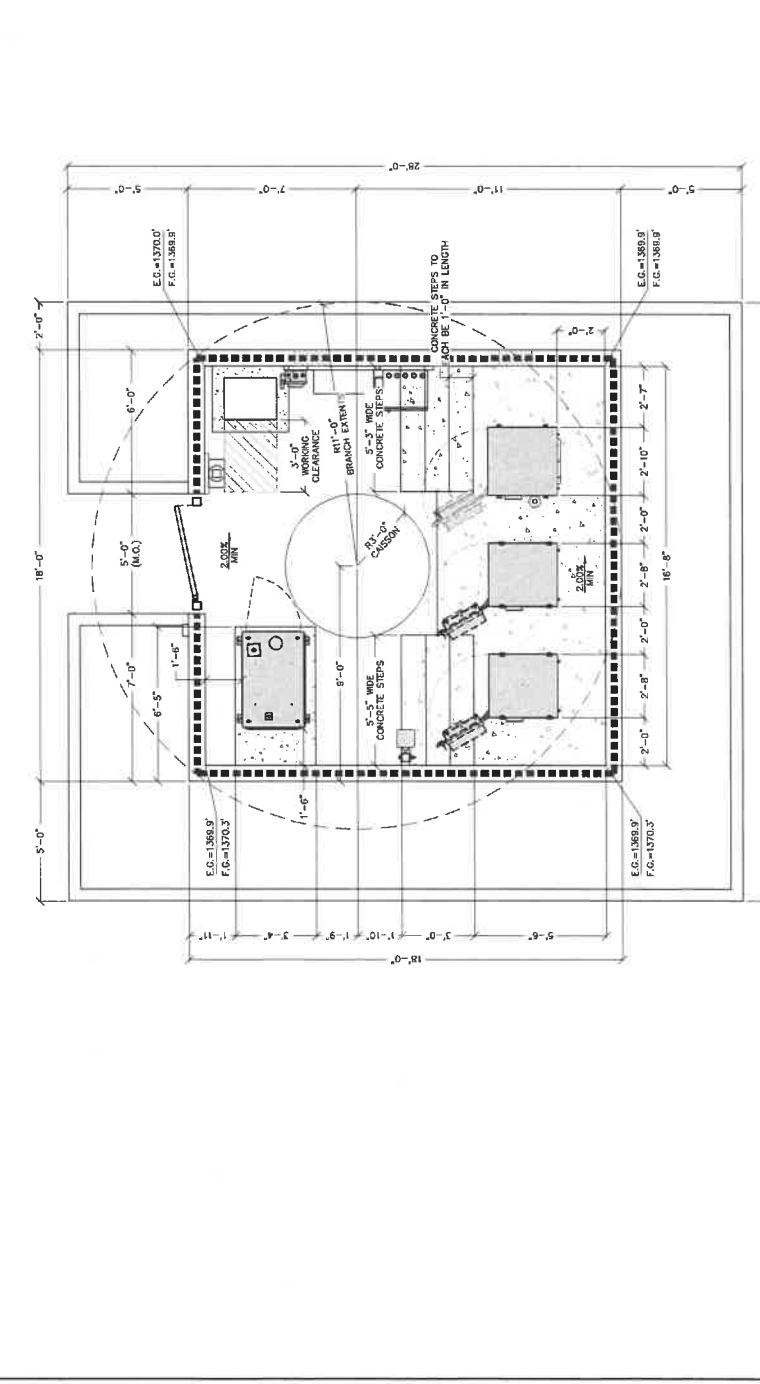 28'-0"
5'-0"
7'-0"
11'-0"
5'-0"
E.G.=1370.0'
F.G.=1369.9'
E.G.=1369.9'
F.G.=1369.9'
2'-0"
18'-0"
5'-0"
6'-0"
5'-0"
(M.O.)
7'-0"
6'-5"
1'-6"
CONCRETE STEPS TO
EACH BE 1'-0" IN LENGTH
2'-0"
3'-0"
WORKING
CLEARANCE
R11'-0"
BRANCH EXTENTS
5'-3" WIDE
CONCRETE STEPS
2.00%
MIN
R3'-0"
CAISSON
9'-0"
5'-5" WIDE
CONCRETE STEPS
2.00%
MIN
1'-6"
2'-7"
2'-10"
2'-0"
2'-8"
2'-0"
2'-8"
2'-0"
16'-8"
E.G.=1369.9'
F.G.=1370.3'
E.G.=1369.9'
F.G.=1370.3'
1'-11"
3'-4"
1'-9"
1'-10"
3'-0"
5'-6"
18'-0"